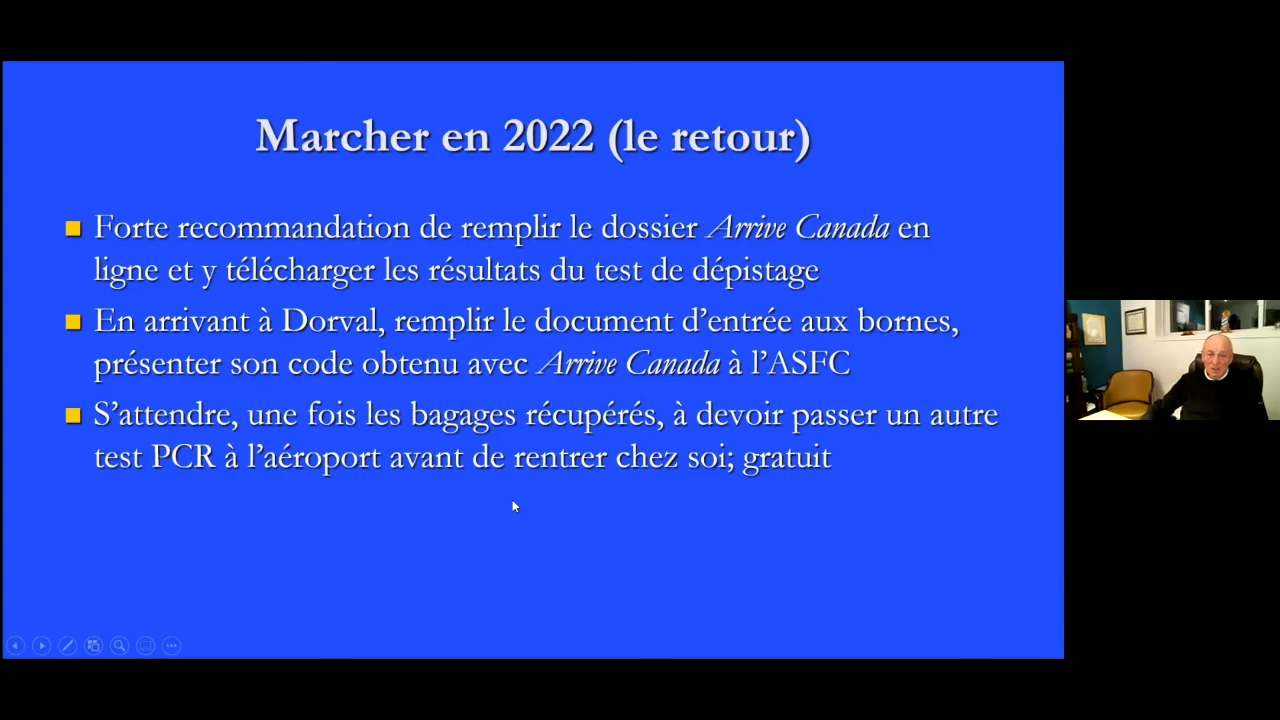 Marcher en 2022 (le retour)
Forte recommandation de remplir le dossier Arrive Canada en
ligne et y télécharger les résultats du test de dépistage
En arrivant à Dorval, remplir le document d’entrée aux bornes,
présenter son code obtenu avec Arrive Canada à l’ASFC
S’attendre, une fois les bagages récupérés, à devoir passer un autre
test PCR à l’aéroport avant de rentrer chez soi; gratuit